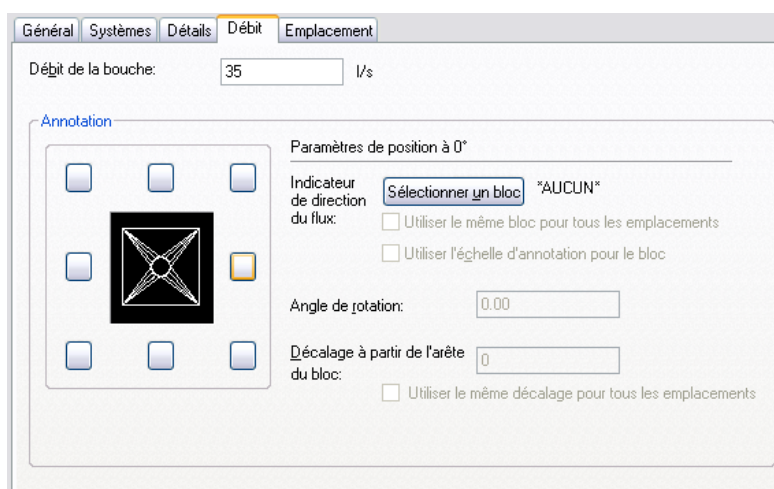 Général Systèmes Détails Débit Emplacement
Débit de la bouche: 35 l/s
Annotation
Paramètres de position à 0°
Indicateur de direction du flux: Sélectionner un bloc *AUCUN*
Utiliser le même bloc pour tous les emplacements
Utiliser l'échelle d'annotation pour le bloc
Angle de rotation: 0.00
Décalage à partir de l'arête du bloc: 0
Utiliser le même décalage pour tous les emplacements